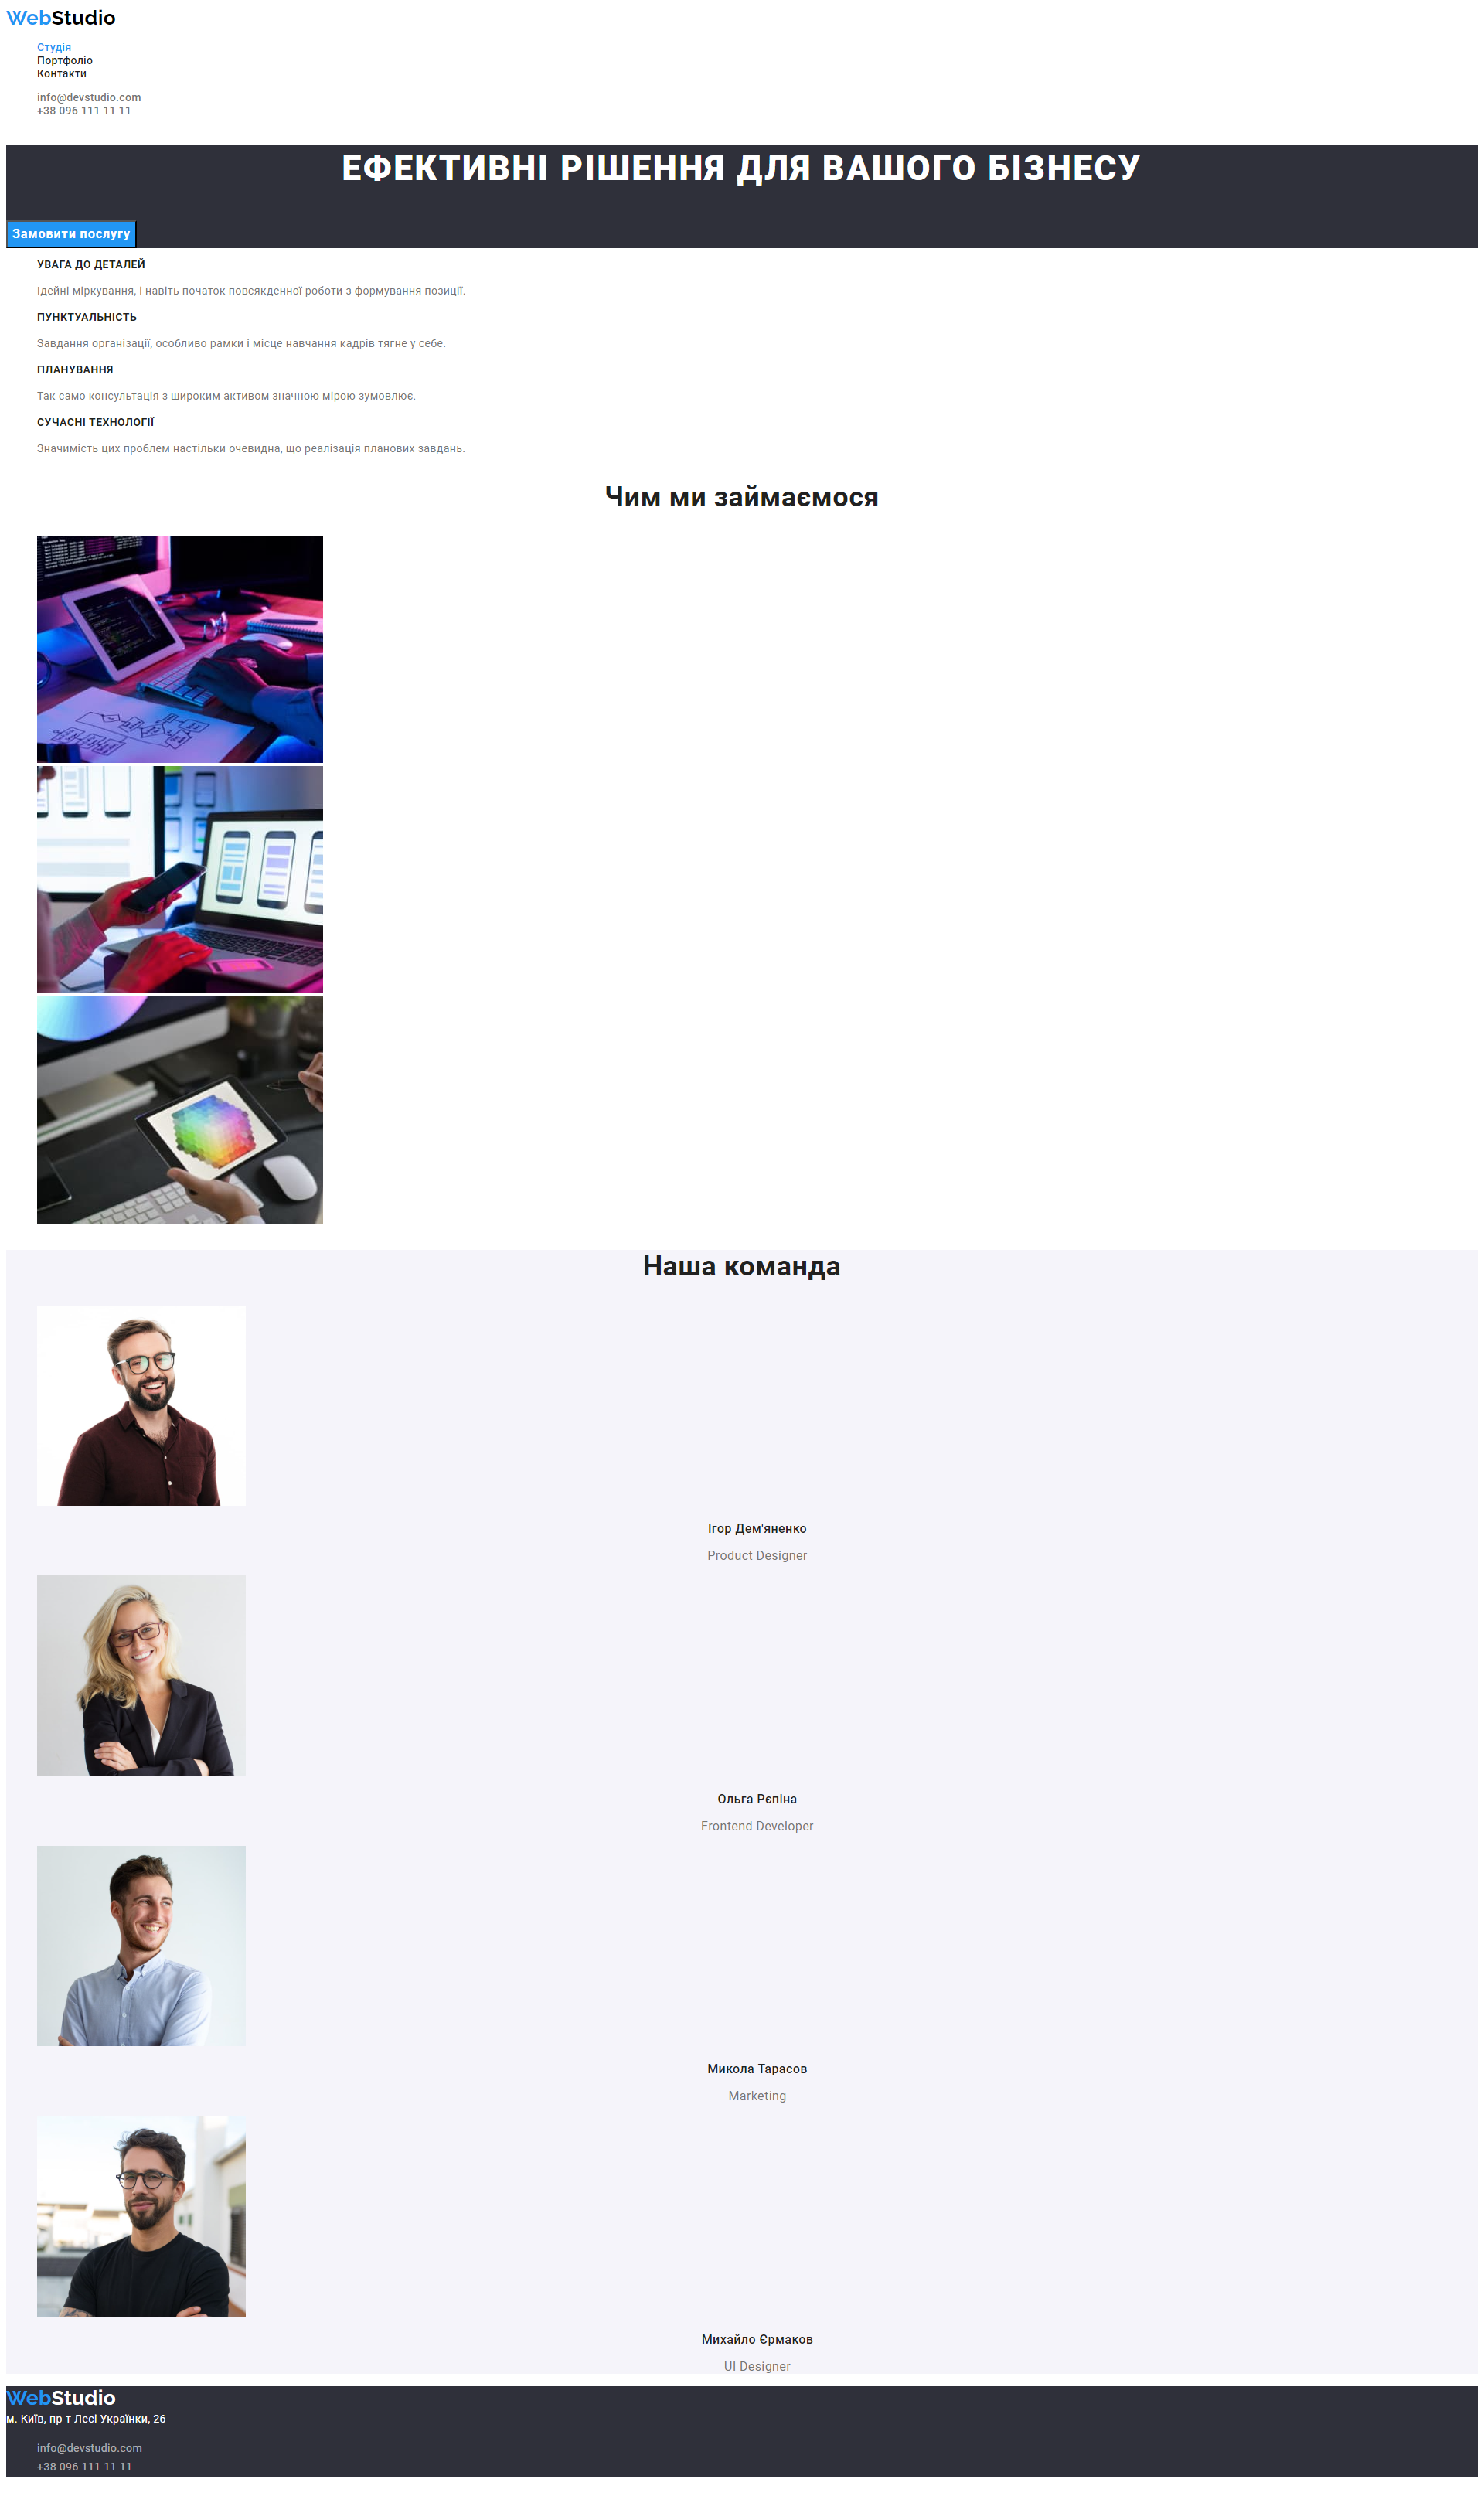 WebStudio
Студія
Портфоліо
Контакти
info@devstudio.com
+38 096 111 11 11
ЕФЕКТИВНІ РІШЕННЯ ДЛЯ ВАШОГО БІЗНЕСУ
Замовити послугу
УВАГА ДО ДЕТАЛЕЙ
Ідейні міркування, і навіть початок повсякденної роботи з формування позиції.
ПУНКТУАЛЬНІСТЬ
Завдання організації, особливо рамки і місце навчання кадрів тягне у себе.
ПЛАНУВАННЯ
Так само консультація з широким активом значною мірою зумовлює.
СУЧАСНІ ТЕХНОЛОГІЇ
Значимість цих проблем настільки очевидна, що реалізація планових завдань.
Чим ми займаємося
Наша команда
Ігор Дем'яненко
Product Designer
Ольга Рєпіна
Frontend Developer
Микола Тарасов
Marketing
Михайло Єрмаков
UI Designer
WebStudio
м. Київ, пр-т Лесі Українки, 26
info@devstudio.com
+38 096 111 11 11